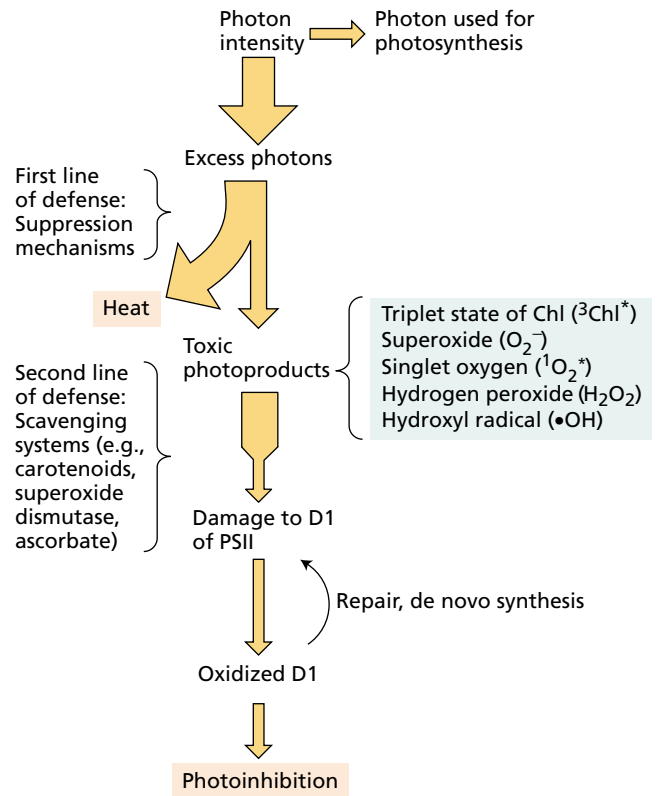 Photon
intensity
Photon used for
photosynthesis
Excess photons
First line
of defense:
Suppression
mechanisms
Heat
Toxic
photoproducts
Triplet state of Chl (³Chl*)
Superoxide (O₂⁻)
Singlet oxygen (¹O₂*)
Hydrogen peroxide (H₂O₂)
Hydroxyl radical (•OH)
Second line
of defense:
Scavenging
systems (e.g.,
carotenoids,
superoxide
dismutase,
ascorbate)
Damage to D1
of PSII
Repair, de novo synthesis
Oxidized D1
Photoinhibition